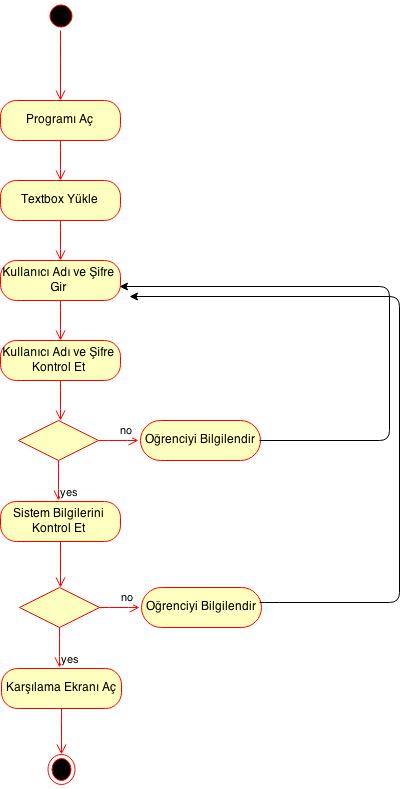 Programı Aç
Textbox Yükle
Kullanıcı Adı ve Şifre
Gir
Kullanıcı Adı ve Şifre
Kontrol Et
no
Oğrenciyi Bilgilendir
yes
Sistem Bilgilerini
Kontrol Et
no
Oğrenciyi Bilgilendir
yes
Karşılama Ekranı Aç